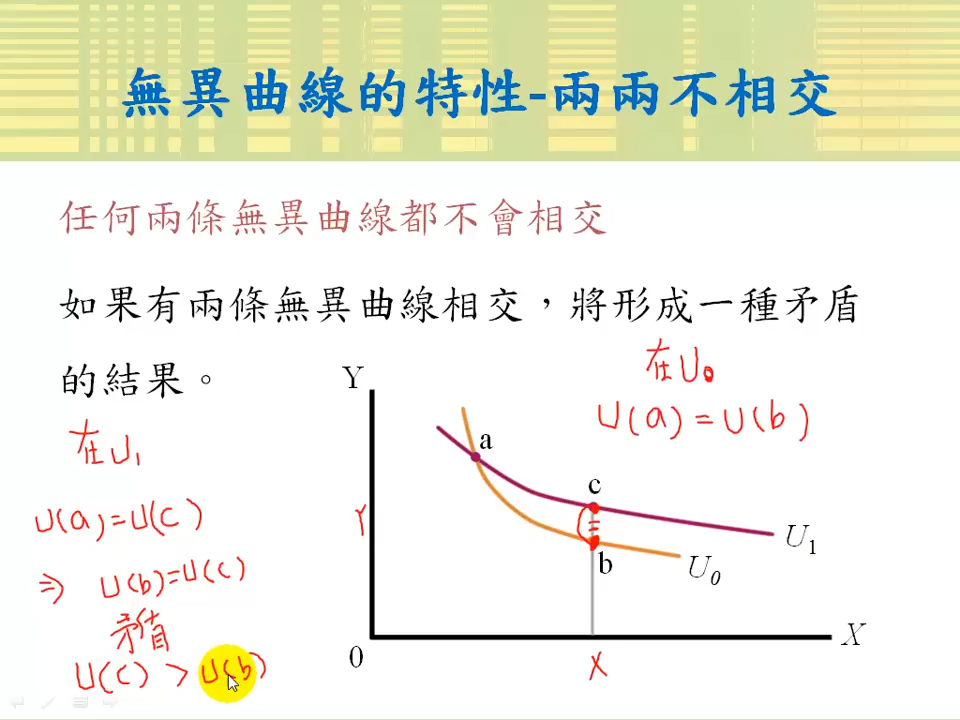 無異曲線的特性-兩兩不相交
任何兩條無異曲線都不會相交
如果有兩條無異曲線相交，將形成一種矛盾
的結果。
在U₀
U(a)=U(b)
在U₁
U(a)=U(c)
⇒ U(b)=U(c)
矛盾
U(c) > U(b)
Y
a
c
b
U₁
U₀
Y
0
X
X